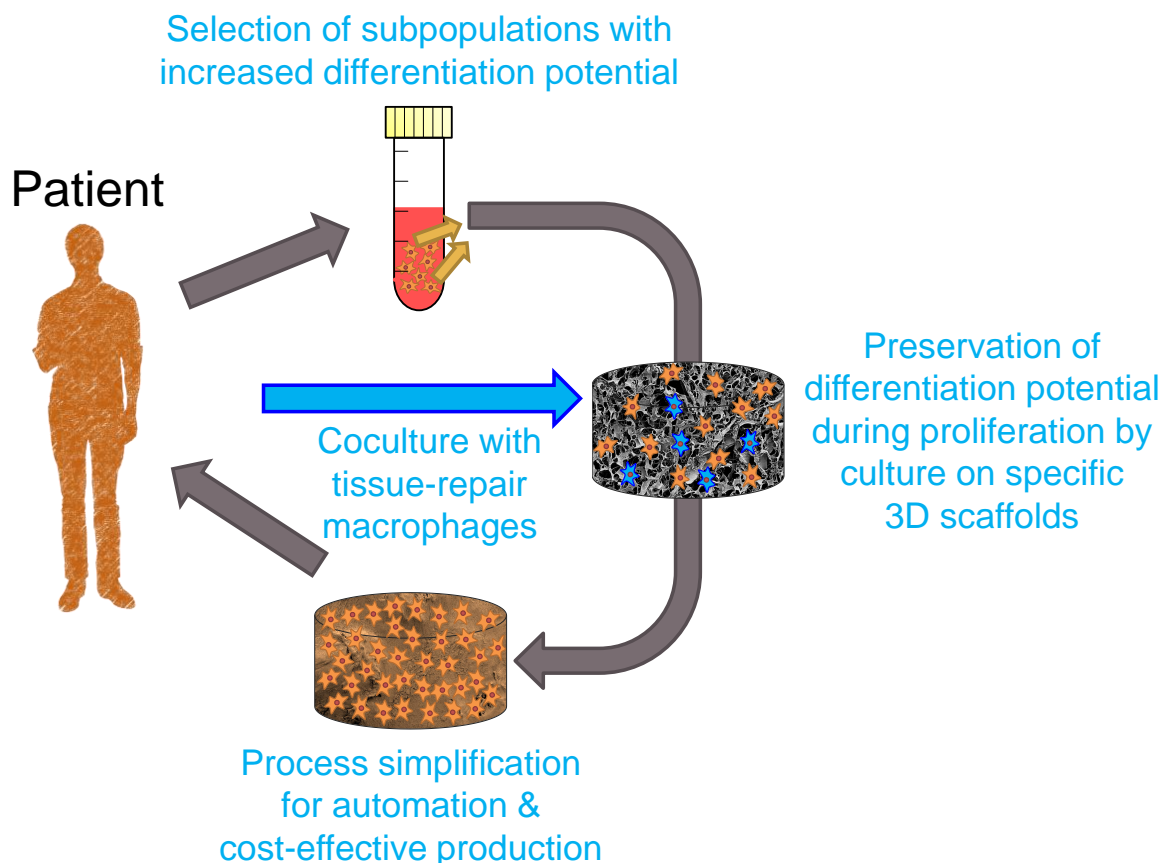 Selection of subpopulations with
increased differentiation potential
Patient
Preservation of
differentiation potential
during proliferation by
culture on specific
3D scaffolds
Coculture with
tissue-repair
macrophages
Process simplification
for automation &
cost-effective production